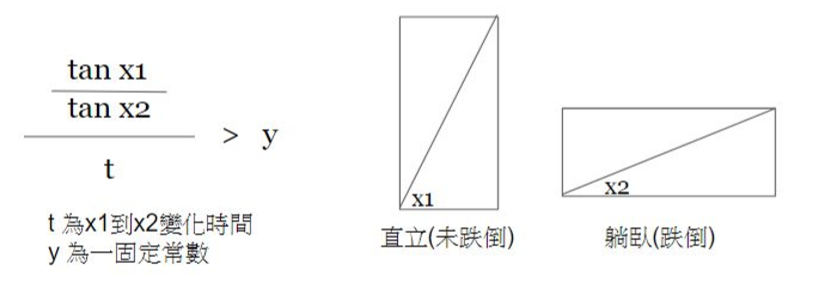 tan x1
tan x2
t
> y
t 為x1到x2變化時間
y 為一固定常數
x1
直立(未跌倒)
x2
躺臥(跌倒)